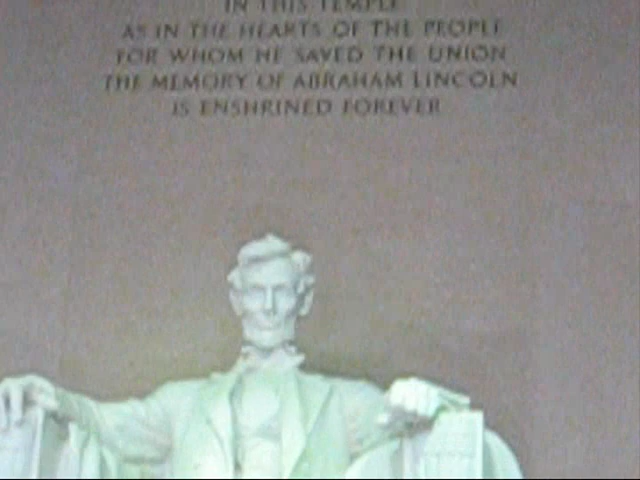 IN THIS TEMPLE
AS IN THE HEARTS OF THE PEOPLE
FOR WHOM HE SAVED THE UNION
THE MEMORY OF ABRAHAM LINCOLN
IS ENSHRINED FOREVER